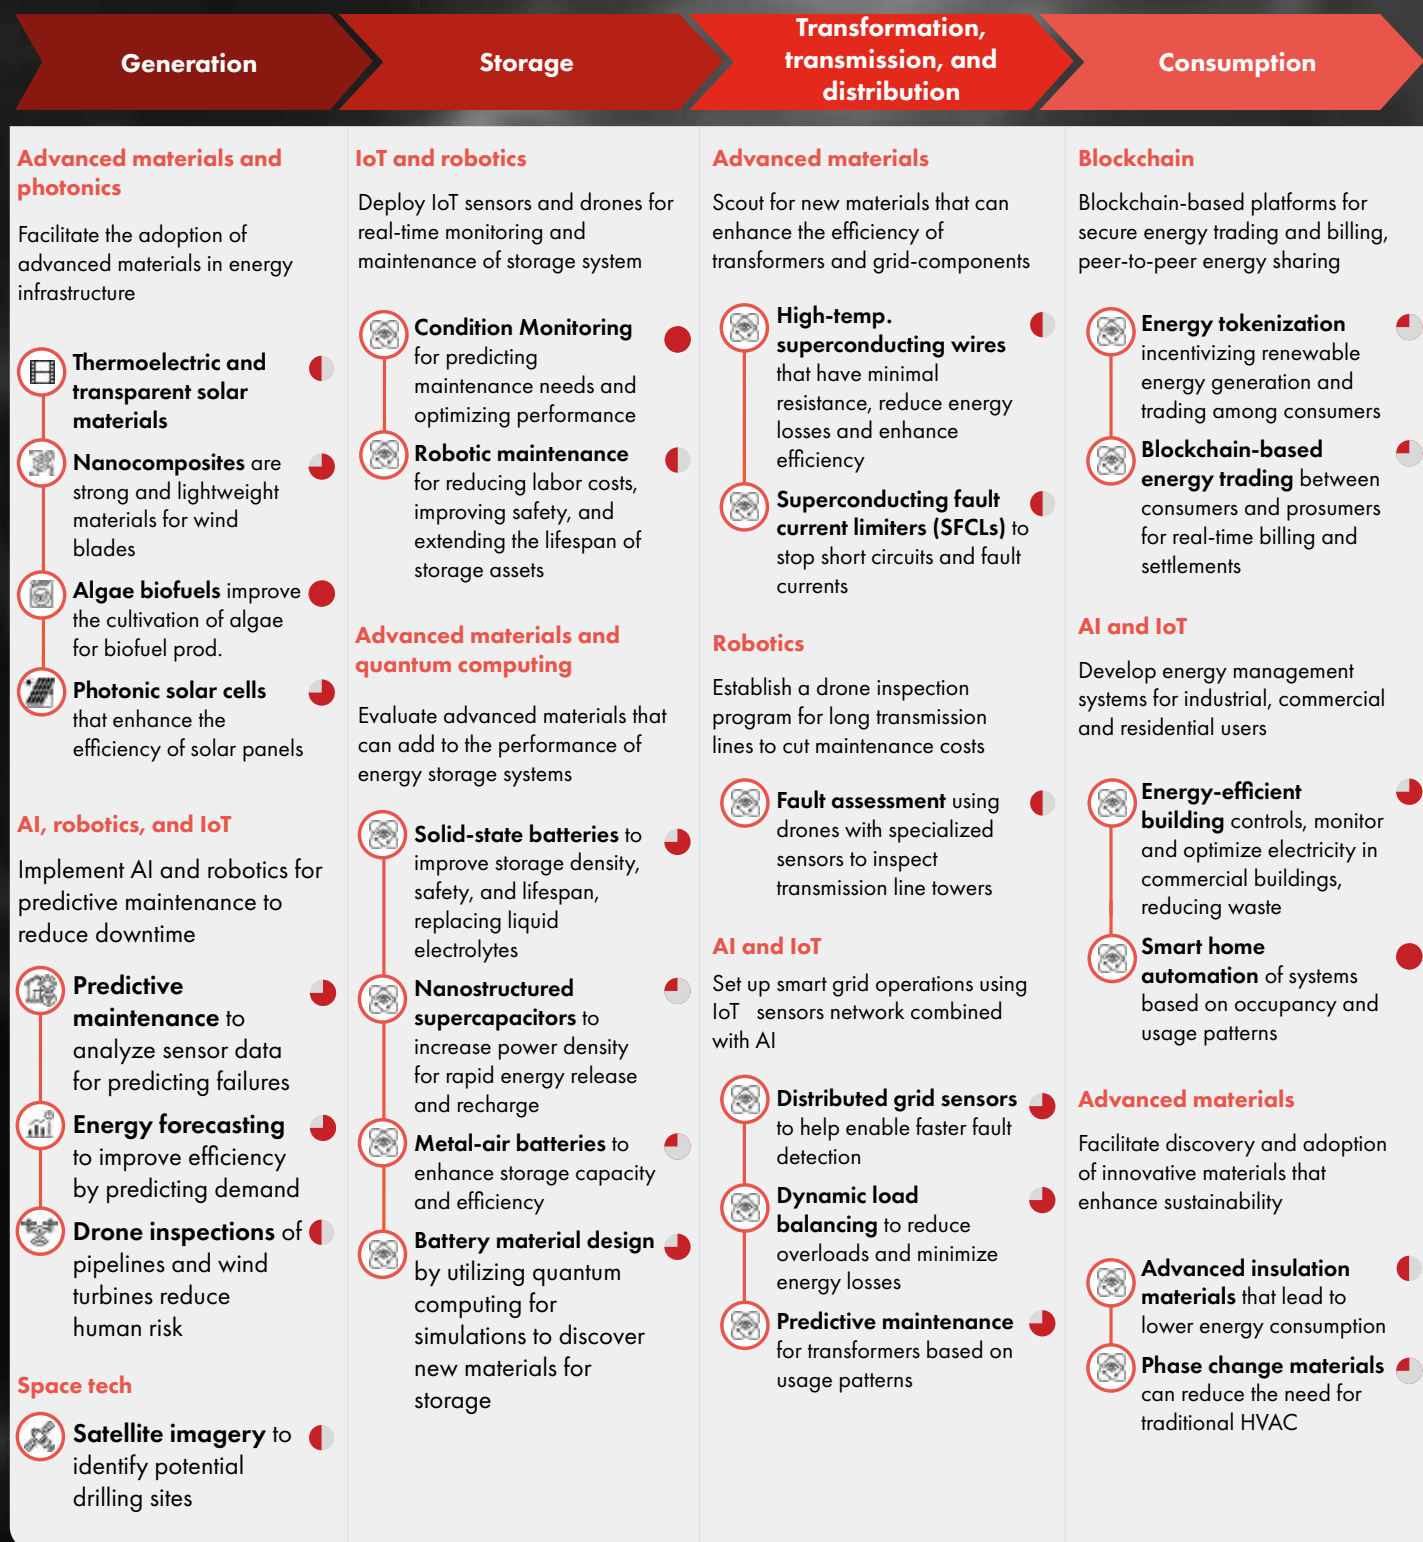 Generation
Storage
Transformation,
transmission, and
distribution
Consumption
Advanced materials and
photonics
Facilitate the adoption of
advanced materials in energy
infrastructure
Thermoelectric and
transparent solar
materials
Nanocomposites are
strong and lightweight
materials for wind
blades
Algae biofuels improve
the cultivation of algae
for biofuel prod.
Photonic solar cells
that enhance the
efficiency of solar panels
AI, robotics, and IoT
Implement AI and robotics for
predictive maintenance to
reduce downtime
Predictive
maintenance to
analyze sensor data
for predicting failures
Energy forecasting
to improve efficiency
by predicting demand
Drone inspections of
pipelines and wind
turbines reduce
human risk
Space tech
Satellite imagery to
identify potential
drilling sites
IoT and robotics
Deploy IoT sensors and drones for
real-time monitoring and
maintenance of storage system
Condition Monitoring
for predicting
maintenance needs and
optimizing performance
Robotic maintenance
for reducing labor costs,
improving safety, and
extending the lifespan of
storage assets
Advanced materials and
quantum computing
Evaluate advanced materials that
can add to the performance of
energy storage systems
Solid-state batteries to
improve storage density,
safety, and lifespan,
replacing liquid
electrolytes
Nanostructured
supercapacitors to
increase power density
for rapid energy release
and recharge
Metal-air batteries to
enhance storage capacity
and efficiency
Battery material design
by utilizing quantum
computing for
simulations to discover
new materials for
storage
Advanced materials
Scout for new materials that can
enhance the efficiency of
transformers and grid-components
High-temp.
superconducting wires
that have minimal
resistance, reduce energy
losses and enhance
efficiency
Superconducting fault
current limiters (SFCLs) to
stop short circuits and fault
currents
Robotics
Establish a drone inspection
program for long transmission
lines to cut maintenance costs
Fault assessment using
drones with specialized
sensors to inspect
transmission line towers
AI and IoT
Set up smart grid operations using
IoT sensors network combined
with AI
Distributed grid sensors
to help enable faster fault
detection
Dynamic load
balancing to reduce
overloads and minimize
energy losses
Predictive maintenance
for transformers based on
usage patterns
Blockchain
Blockchain-based platforms for
secure energy trading and billing,
peer-to-peer energy sharing
Energy tokenization
incentivizing renewable
energy generation and
trading among consumers
Blockchain-based
energy trading between
consumers and prosumers
for real-time billing and
settlements
AI and IoT
Develop energy management
systems for industrial, commercial
and residential users
Energy-efficient
building controls, monitor
and optimize electricity in
commercial buildings,
reducing waste
Smart home
automation of systems
based on occupancy and
usage patterns
Advanced materials
Facilitate discovery and adoption
of innovative materials that
enhance sustainability
Advanced insulation
materials that lead to
lower energy consumption
Phase change materials
can reduce the need for
traditional HVAC